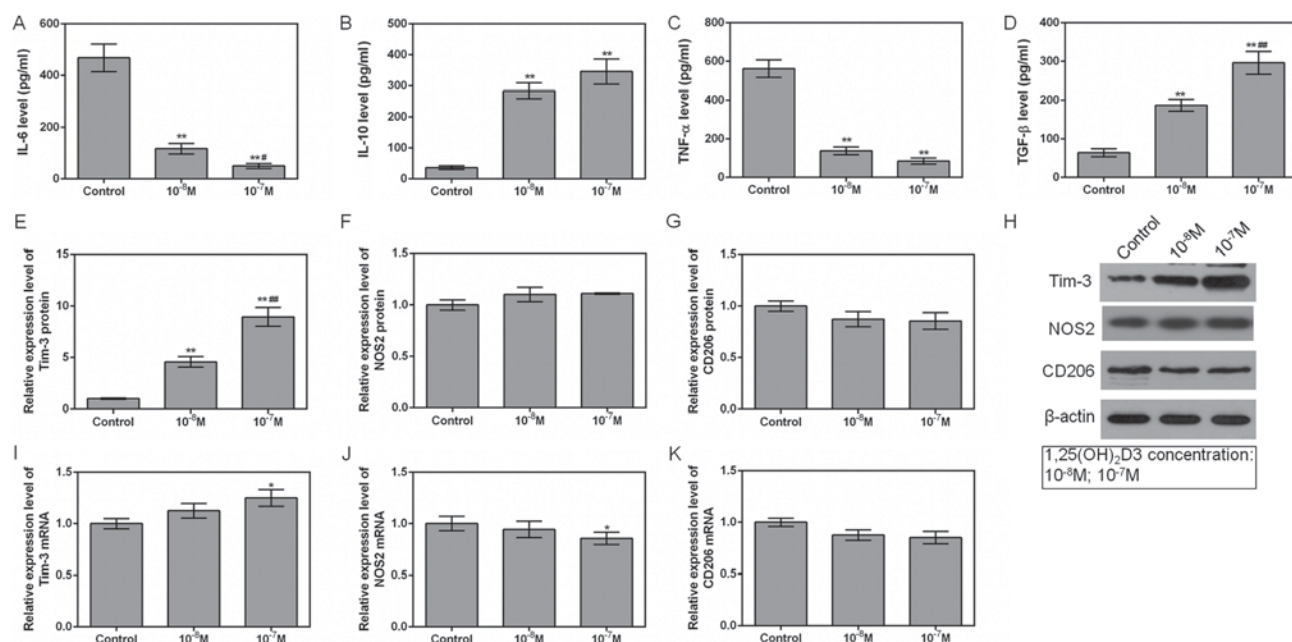 A
IL-6 level (pg/ml)
600
400
200
0
**
**#
Control
10⁻⁸M
10⁻⁷M
B
IL-10 level (pg/ml)
500
400
300
200
100
0
**
**
Control
10⁻⁸M
10⁻⁷M
C
TNF-α level (pg/ml)
800
600
400
200
0
**
**
Control
10⁻⁸M
10⁻⁷M
D
TGF-β level (pg/ml)
400
300
200
100
0
**
**##
Control
10⁻⁸M
10⁻⁷M
E
Relative expression level of
Tim-3 protein
15
10
5
0
**
**##
Control
10⁻⁸M
10⁻⁷M
F
Relative expression level of
NOS2 protein
1.5
1.0
0.5
0.0
Control
10⁻⁸M
10⁻⁷M
G
Relative expression level of
CD206 protein
1.5
1.0
0.5
0.0
Control
10⁻⁸M
10⁻⁷M
H
Control
10⁻⁸M
10⁻⁷M
Tim-3
NOS2
CD206
β-actin
1,25(OH)₂D3 concentration:
10⁻⁸M; 10⁻⁷M
I
Relative expression level of
Tim-3 mRNA
1.5
1.0
0.5
0.0
*
Control
10⁻⁸M
10⁻⁷M
J
Relative expression level of
NOS2 mRNA
1.5
1.0
0.5
0.0
*
Control
10⁻⁸M
10⁻⁷M
K
Relative expression level of
CD206 mRNA
1.5
1.0
0.5
0.0
Control
10⁻⁸M
10⁻⁷M